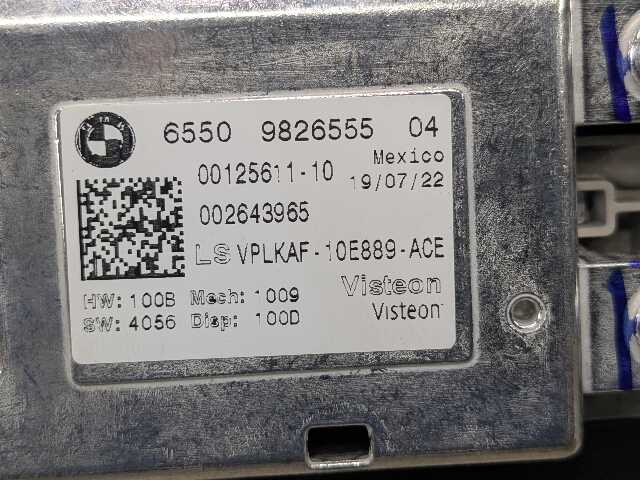 BMW
6550 9826555 04
00125611-10 Mexico
19/07/22
002643965
LS VPLKAF-10E889-ACE
HW: 100B Mech: 1009 Visteon
SW: 4056 Disp: 100D Visteon